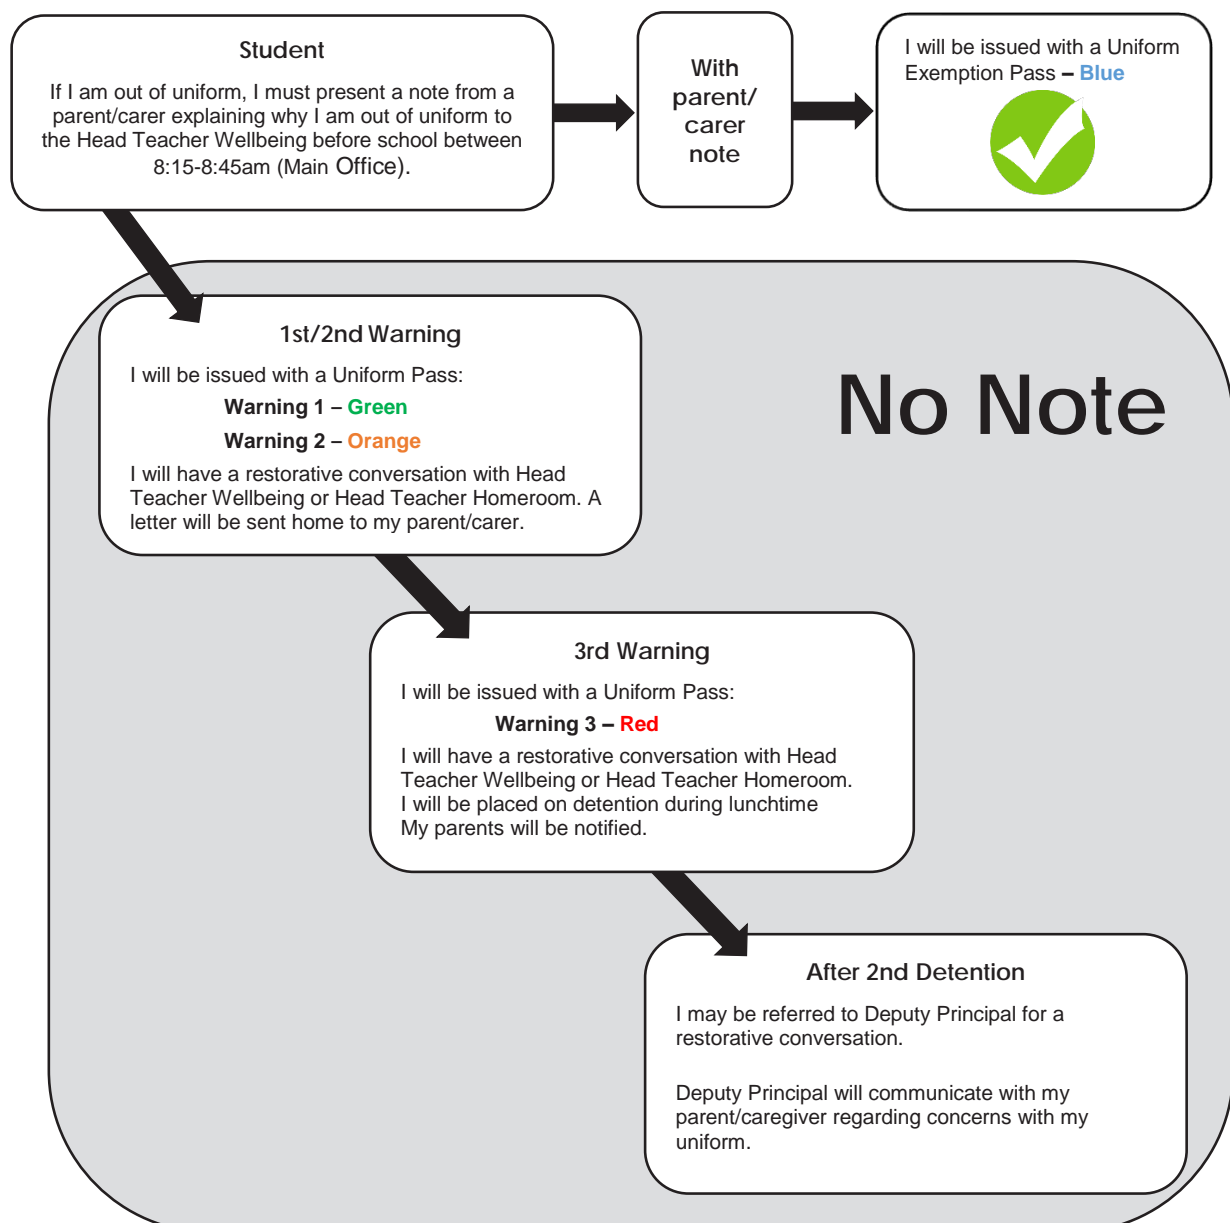 Student
If I am out of uniform, I must present a note from a
parent/carer explaining why I am out of uniform to
the Head Teacher Wellbeing before school between
8:15-8:45am (Main Office).
With
parent/
carer
note
I will be issued with a Uniform
Exemption Pass – Blue
No Note
1st/2nd Warning
I will be issued with a Uniform Pass:
Warning 1 – Green
Warning 2 – Orange
I will have a restorative conversation with Head
Teacher Wellbeing or Head Teacher Homeroom. A
letter will be sent home to my parent/carer.
3rd Warning
I will be issued with a Uniform Pass:
Warning 3 – Red
I will have a restorative conversation with Head
Teacher Wellbeing or Head Teacher Homeroom.
I will be placed on detention during lunchtime
My parents will be notified.
After 2nd Detention
I may be referred to Deputy Principal for a
restorative conversation.
Deputy Principal will communicate with my
parent/caregiver regarding concerns with my
uniform.